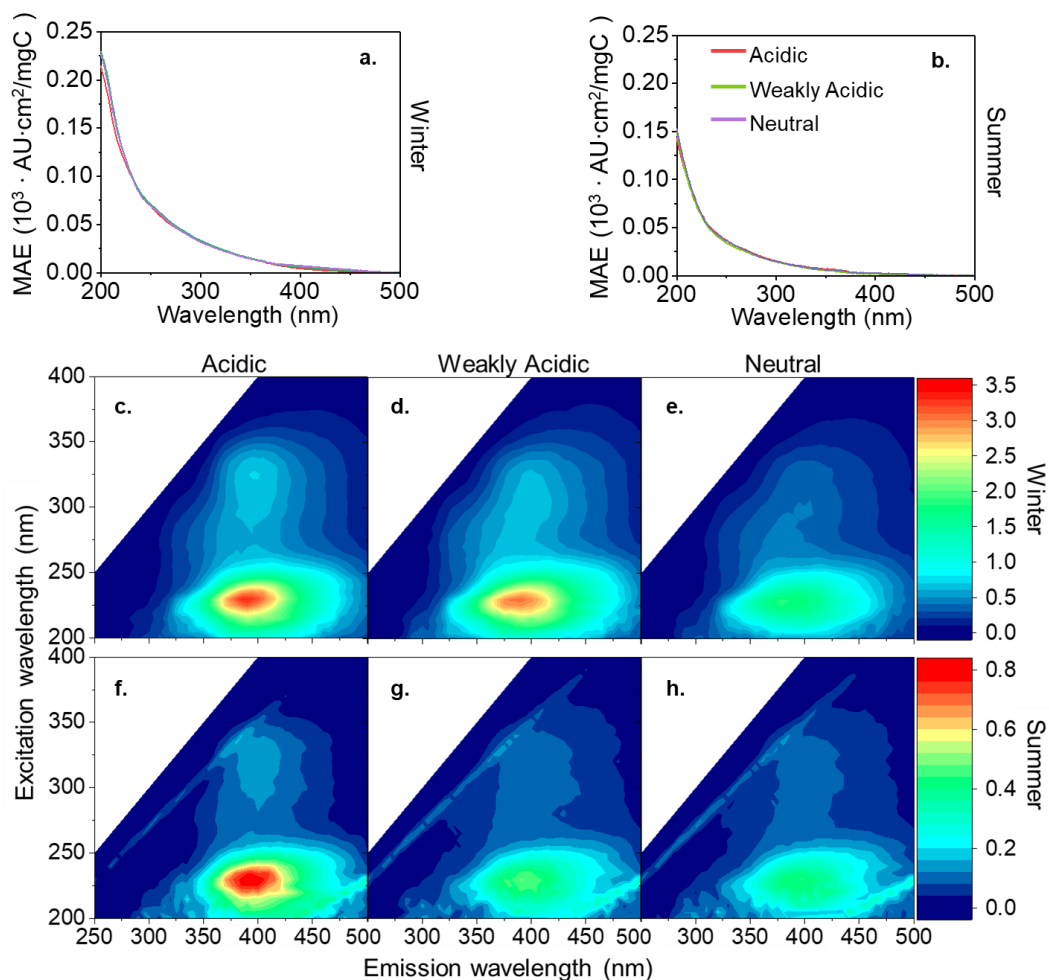 0.25
0.20
0.15
0.10
0.05
0.00
MAE (10³ · AU·cm²/mgC )
a.
200 300 400 500
Wavelength (nm)
Winter
0.25
0.20
0.15
0.10
0.05
0.00
MAE (10³ · AU·cm²/mgC )
b.
Acidic
Weakly Acidic
Neutral
200 300 400 500
Wavelength (nm)
Summer
Acidic Weakly Acidic Neutral
400
350
300
250
200
c. d. e.
3.5
3.0
2.5
2.0
1.5
1.0
0.5
0.0
Winter
Excitation wavelength (nm)
400
350
300
250
200
f. g. h.
0.8
0.6
0.4
0.2
0.0
Summer
250 300 350 400 450 500 300 350 400 450 500 300 350 400 450 500
Emission wavelength (nm)